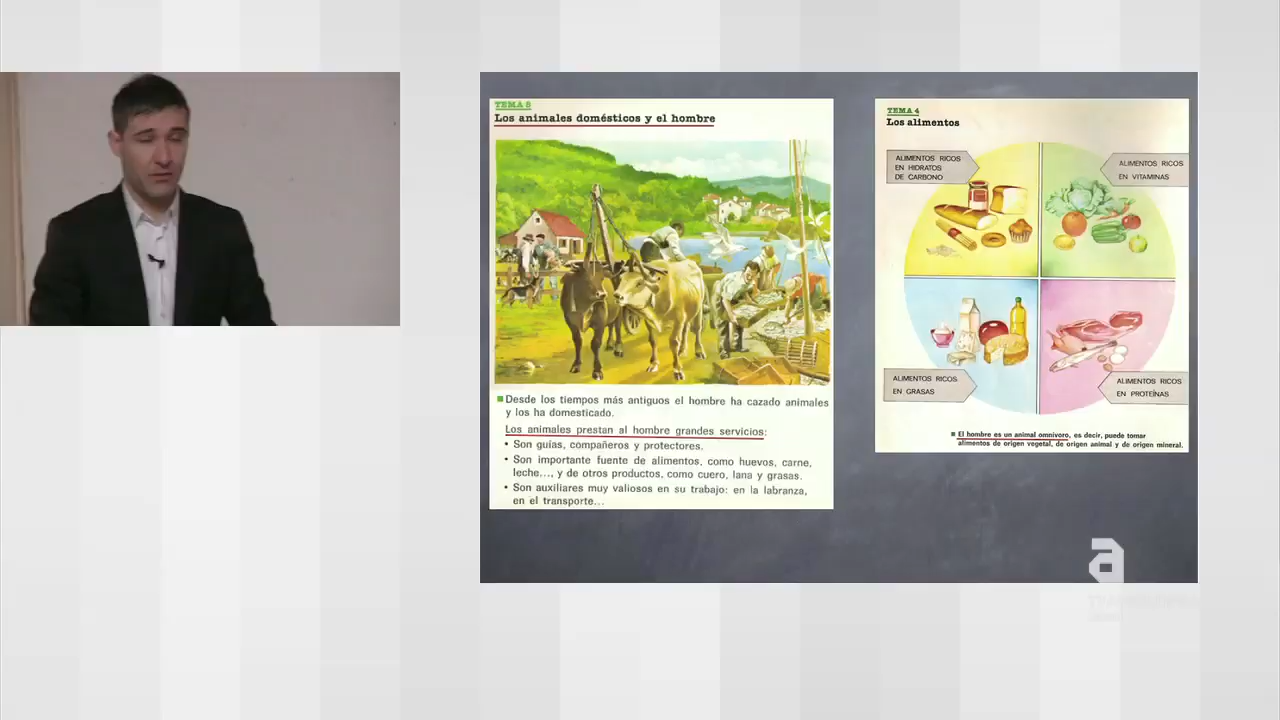 TEMA 8
Los animales domésticos y el hombre
Desde los tiempos más antiguos el hombre ha cazado animales
y los ha domesticado.
Los animales prestan al hombre grandes servicios:
• Son guías, compañeros y protectores.
• Son importante fuente de alimentos, como huevos, carne,
leche..., y de otros productos, como cuero, lana y grasas.
• Son auxiliares muy valiosos en su trabajo: en la labranza,
en el transporte...
TEMA 4
Los alimentos
ALIMENTOS RICOS
EN HIDRATOS
DE CARBONO
ALIMENTOS RICOS
EN VITAMINAS
ALIMENTOS RICOS
EN GRASAS
ALIMENTOS RICOS
EN PROTEÍNAS
El hombre es un animal omnívoro, es decir, puede tomar
alimentos de origen vegetal, de origen animal y de origen mineral.
a